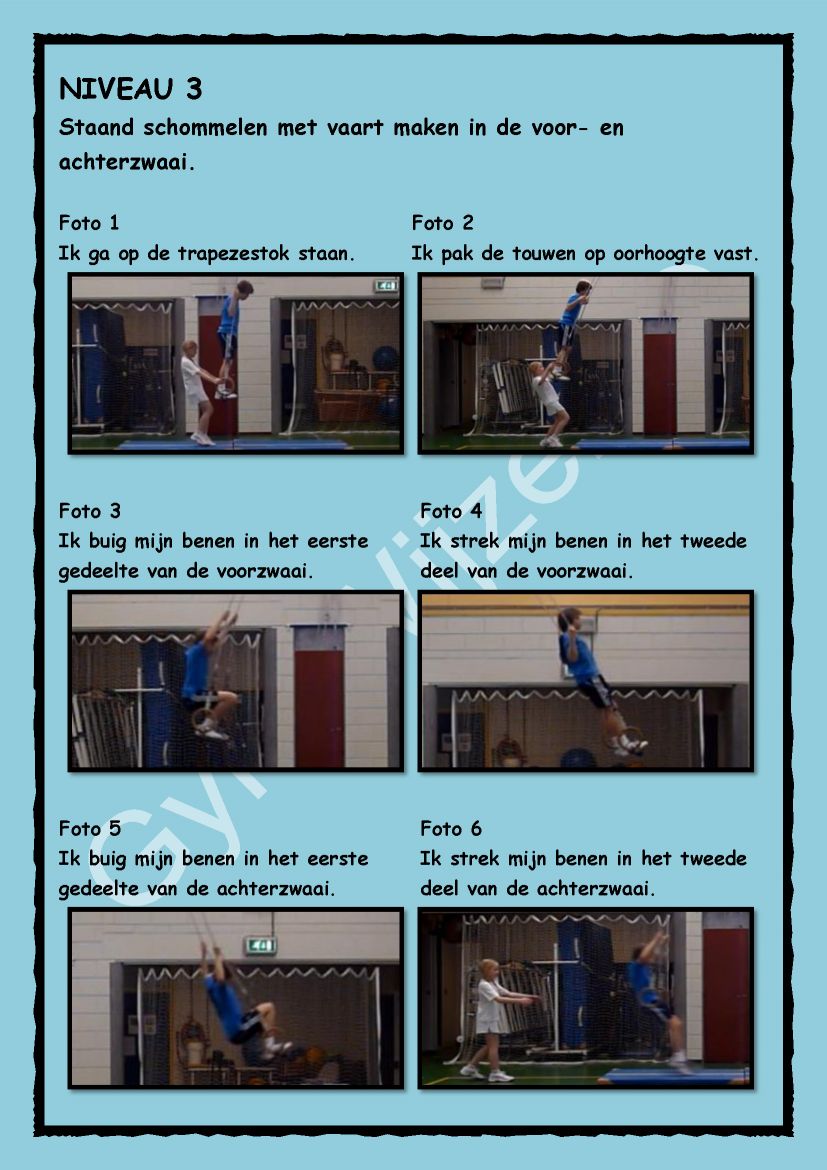 NIVEAU 3
Staand schommelen met vaart maken in de voor- en
achterzwaai.
Foto 1
Ik ga op de trapezestok staan.
Foto 2
Ik pak de touwen op oorhoogte vast.
Foto 3
Ik buig mijn benen in het eerste
gedeelte van de voorzwaai.
Foto 4
Ik strek mijn benen in het tweede
deel van de voorzwaai.
Foto 5
Ik buig mijn benen in het eerste
gedeelte van de achterzwaai.
Foto 6
Ik strek mijn benen in het tweede
deel van de achterzwaai.